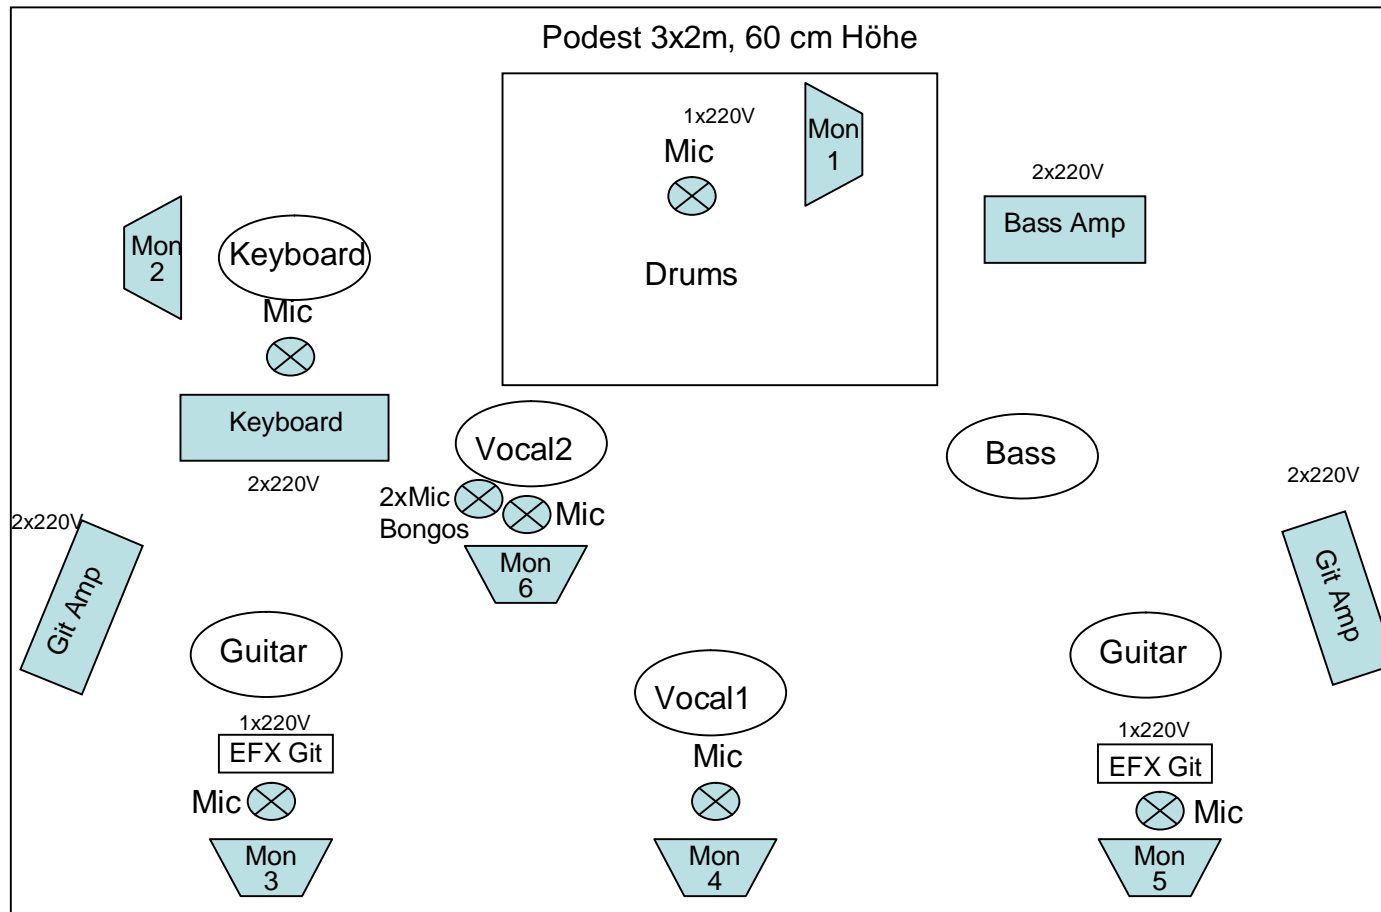 Podest 3x2m, 60 cm Höhe
1x220V
Mic
Mon
1
Drums
2x220V
Bass Amp
Mon
2
Keyboard
Mic
Keyboard
2x220V
Vocal2
2xMic
Bongos
Mic
Mon
6
Bass
2x220V
Git Amp
2x220V
Git Amp
Guitar
1x220V
EFX Git
Mic
Mon
3
Vocal1
Mic
Mon
4
Guitar
1x220V
EFX Git
Mic
Mon
5